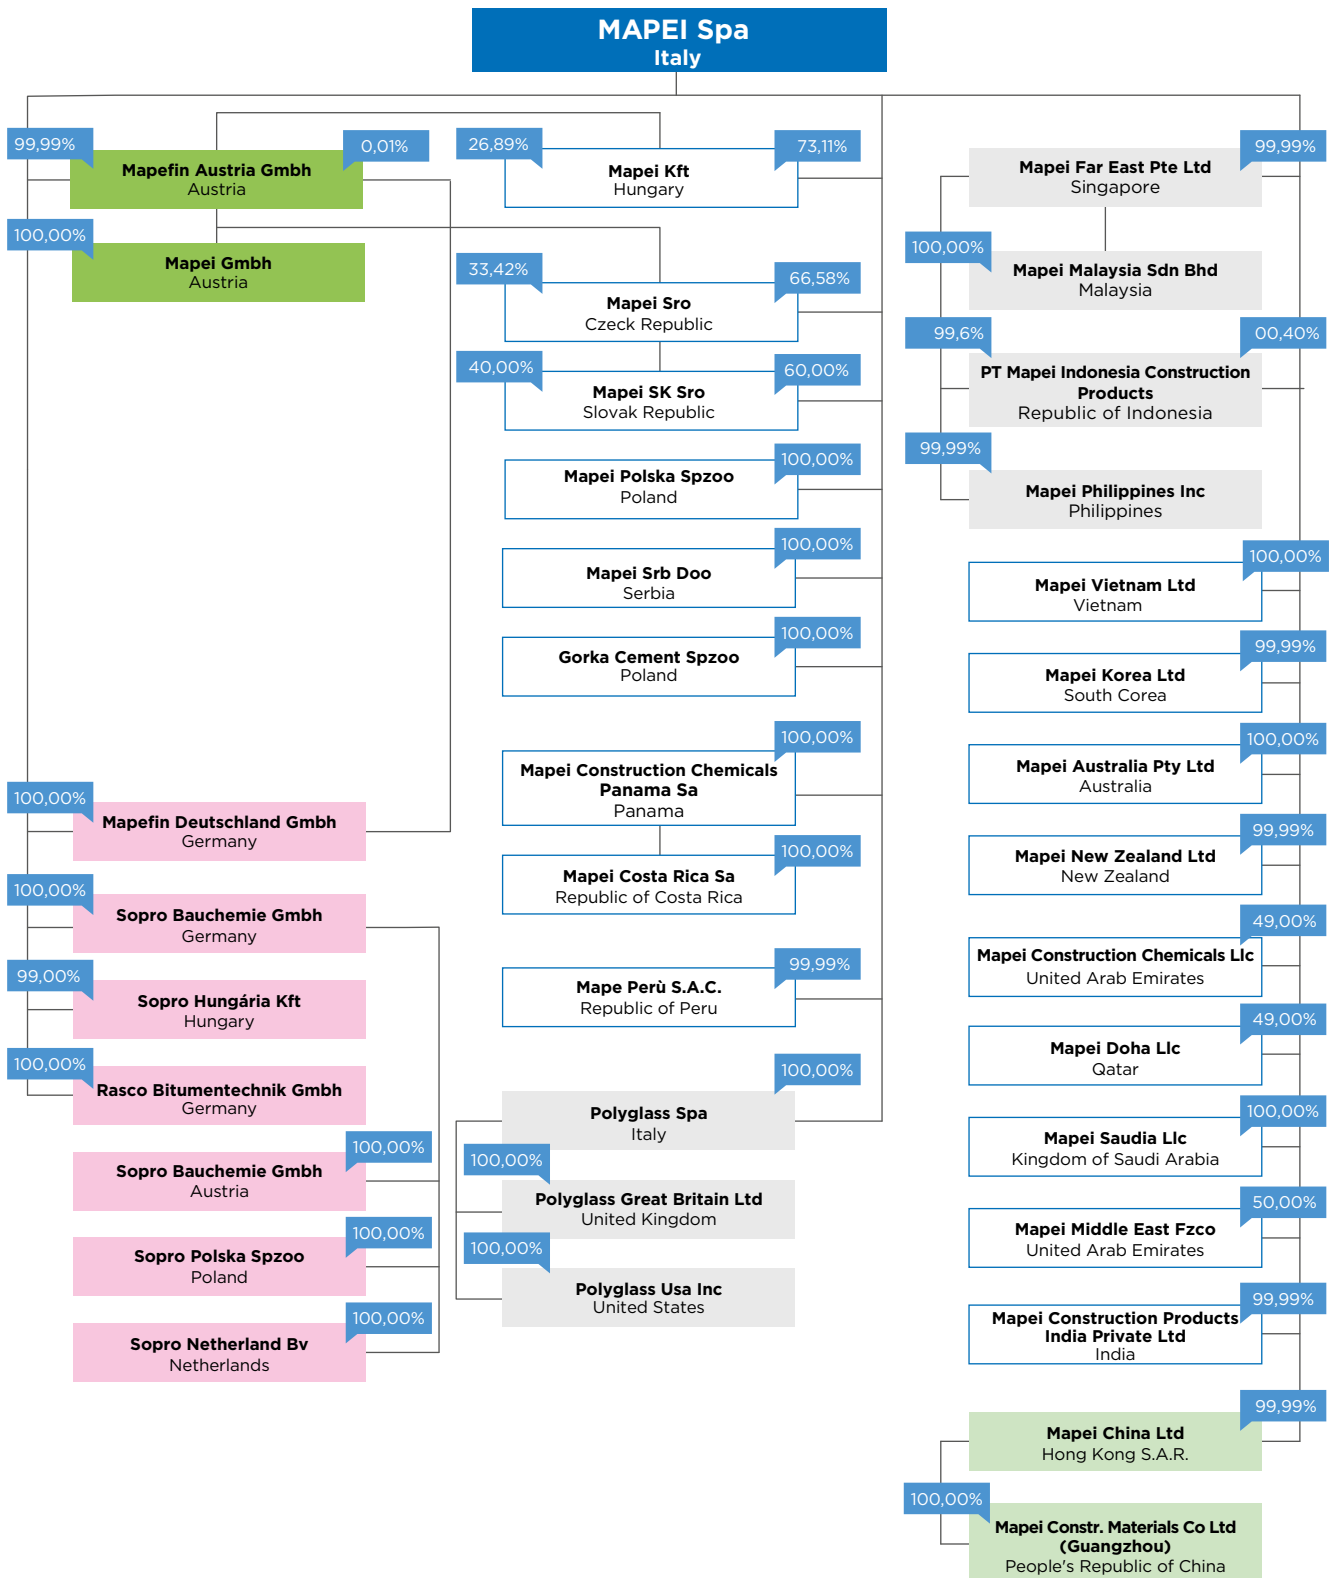 MAPEI Spa
Italy
99,99%
0,01%
Mapefin Austria Gmbh
Austria
100,00%
Mapei Gmbh
Austria
100,00%
Mapefin Deutschland Gmbh
Germany
100,00%
Sopro Bauchemie Gmbh
Germany
99,00%
Sopro Hungária Kft
Hungary
100,00%
Rasco Bitumentechnik Gmbh
Germany
100,00%
Sopro Bauchemie Gmbh
Austria
100,00%
Sopro Polska Spzoo
Poland
100,00%
Sopro Netherland Bv
Netherlands
26,89%
73,11%
Mapei Kft
Hungary
33,42%
66,58%
Mapei Sro
Czeck Republic
40,00%
60,00%
Mapei SK Sro
Slovak Republic
100,00%
Mapei Polska Spzoo
Poland
100,00%
Mapei Srb Doo
Serbia
100,00%
Gorka Cement Spzoo
Poland
100,00%
Mapei Construction Chemicals
Panama Sa
Panama
100,00%
Mapei Costa Rica Sa
Republic of Costa Rica
99,99%
Mape Perù S.A.C.
Republic of Peru
100,00%
Polyglass Spa
Italy
100,00%
Polyglass Great Britain Ltd
United Kingdom
100,00%
Polyglass Usa Inc
United States
99,99%
Mapei Far East Pte Ltd
Singapore
100,00%
Mapei Malaysia Sdn Bhd
Malaysia
99,6%
00,40%
PT Mapei Indonesia Construction
Products
Republic of Indonesia
99,99%
Mapei Philippines Inc
Philippines
100,00%
Mapei Vietnam Ltd
Vietnam
99,99%
Mapei Korea Ltd
South Corea
100,00%
Mapei Australia Pty Ltd
Australia
99,99%
Mapei New Zealand Ltd
New Zealand
49,00%
Mapei Construction Chemicals Llc
United Arab Emirates
49,00%
Mapei Doha Llc
Qatar
100,00%
Mapei Saudia Llc
Kingdom of Saudi Arabia
50,00%
Mapei Middle East Fzco
United Arab Emirates
99,99%
Mapei Construction Products
India Private Ltd
India
99,99%
Mapei China Ltd
Hong Kong S.A.R.
100,00%
Mapei Constr. Materials Co Ltd
(Guangzhou)
People's Republic of China